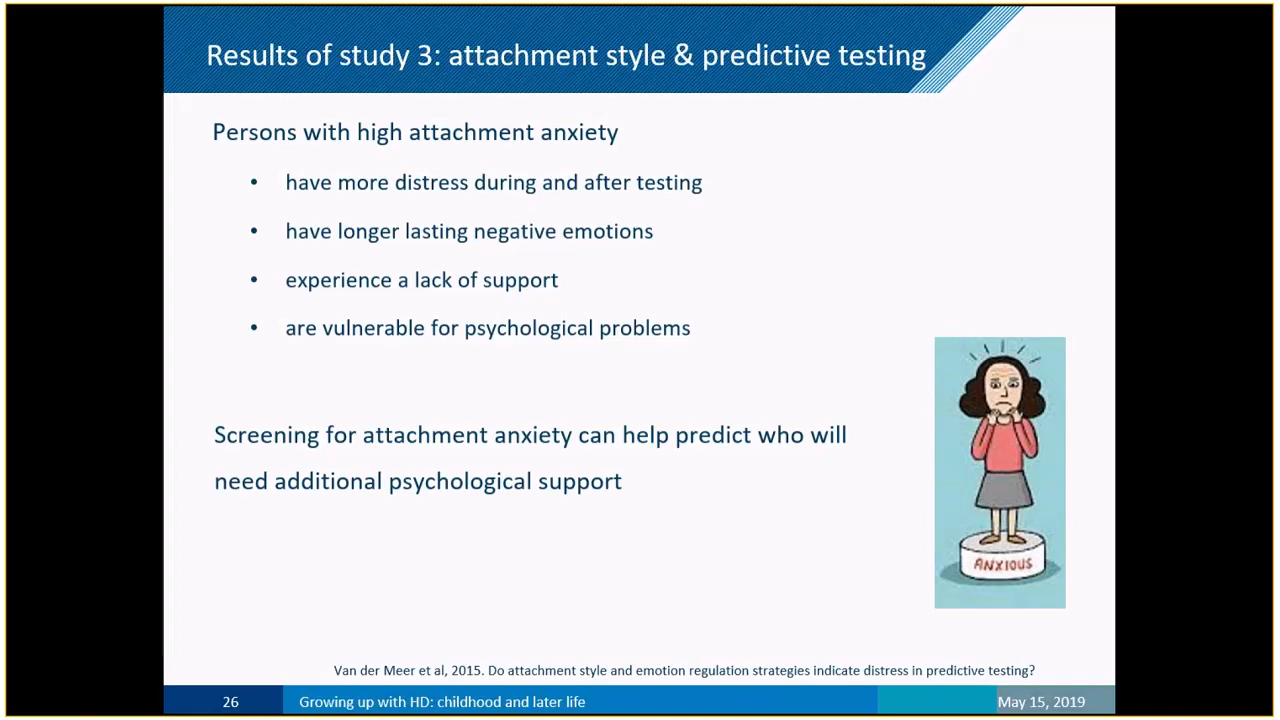 Results of study 3: attachment style & predictive testing
Persons with high attachment anxiety
• have more distress during and after testing
• have longer lasting negative emotions
• experience a lack of support
• are vulnerable for psychological problems
Screening for attachment anxiety can help predict who will
need additional psychological support
ANXIOUS
Van der Meer et al, 2015. Do attachment style and emotion regulation strategies indicate distress in predictive testing?
26 Growing up with HD: childhood and later life May 15, 2019